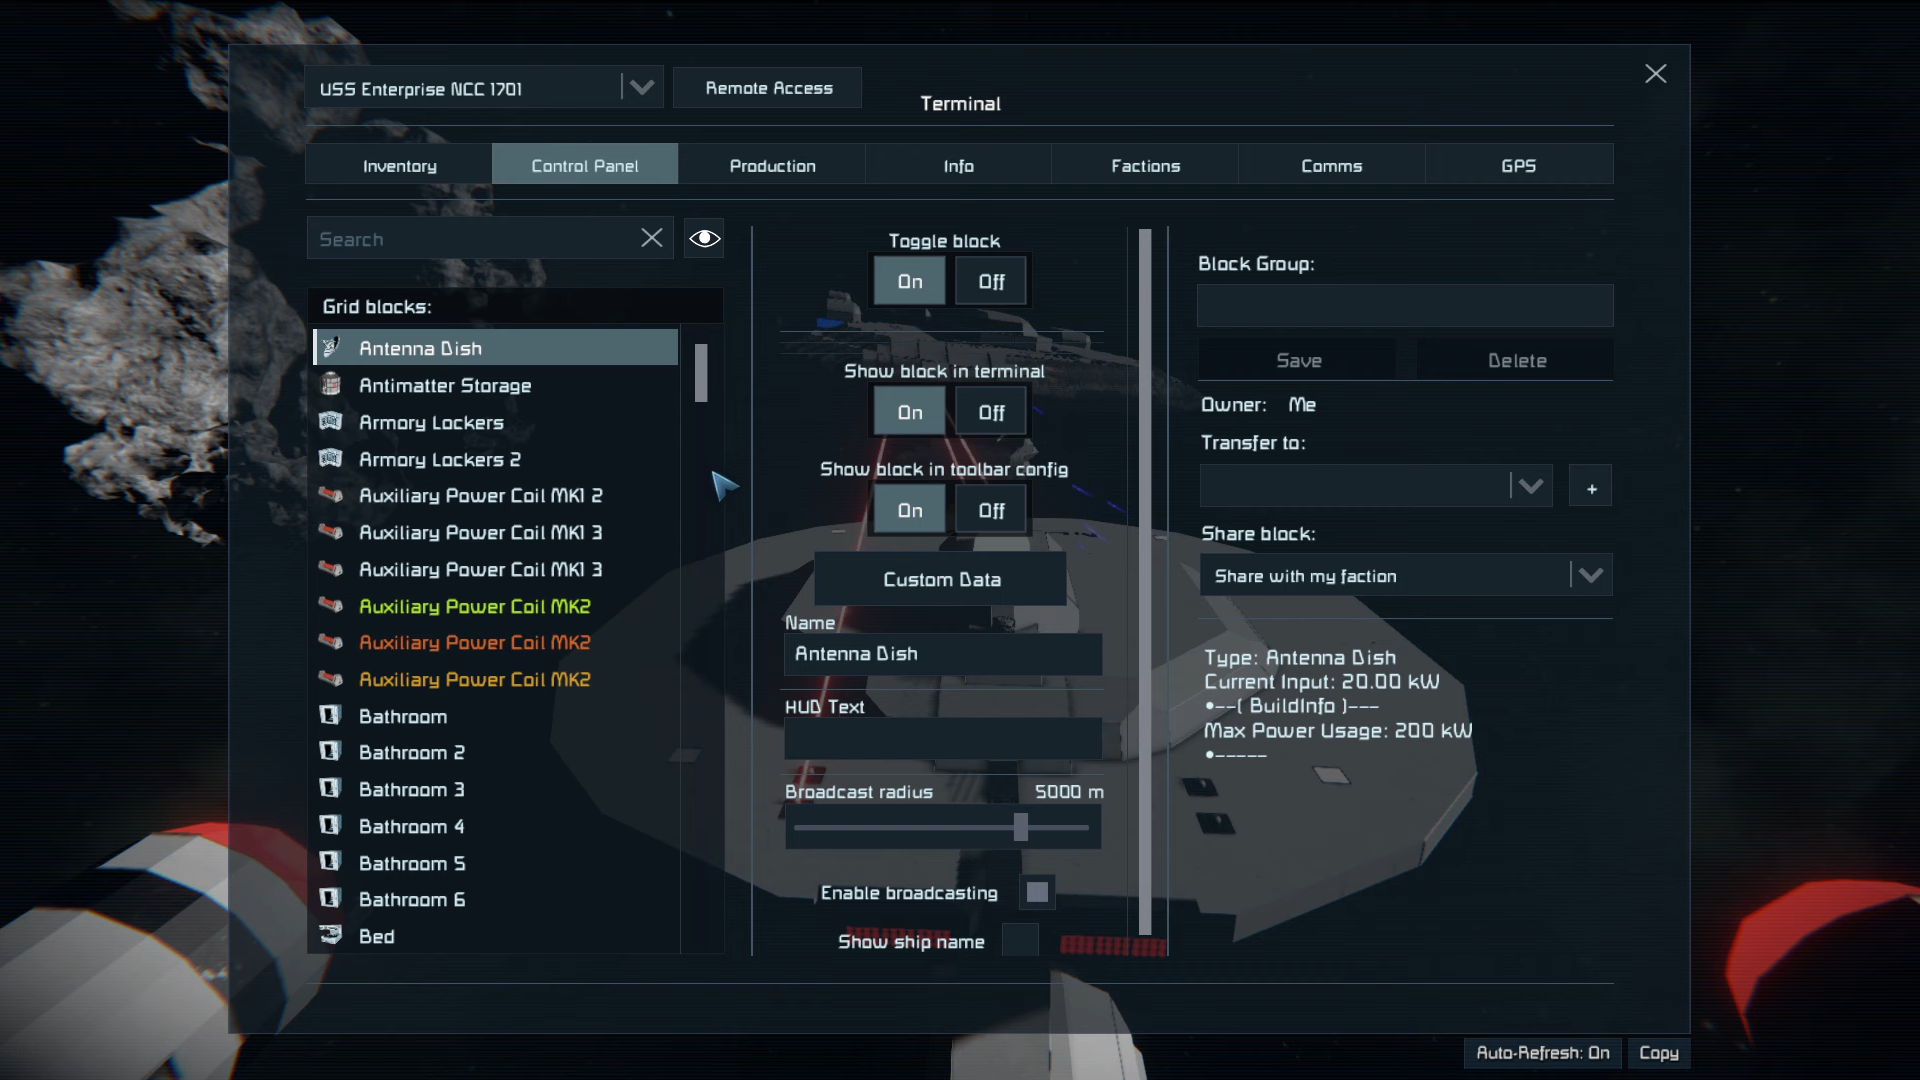 USS Enterprise NCC 1701
Remote Access
Terminal
Inventory
Control Panel
Production
Info
Factions
Comms
GPS
Search
Grid blocks:
Antenna Dish
Antimatter Storage
Armory Lockers
Armory Lockers 2
Auxiliary Power Coil MK1 2
Auxiliary Power Coil MK1 3
Auxiliary Power Coil MK1 3
Auxiliary Power Coil MK2
Auxiliary Power Coil MK2
Auxiliary Power Coil MK2
Bathroom
Bathroom 2
Bathroom 3
Bathroom 4
Bathroom 5
Bathroom 6
Bed
Toggle block
On
Off
Show block in terminal
On
Off
Show block in toolbar config
On
Off
Custom Data
Name
Antenna Dish
HUD Text
Broadcast radius
5000 m
Enable broadcasting
Show ship name
Block Group:
Save
Delete
Owner: Me
Transfer to:
+
Share block:
Share with my faction
Type: Antenna Dish
Current Input: 20.00 kW
•--( BuildInfo )---
Max Power Usage: 200 kW
•-----
Auto-Refresh: On
Copy